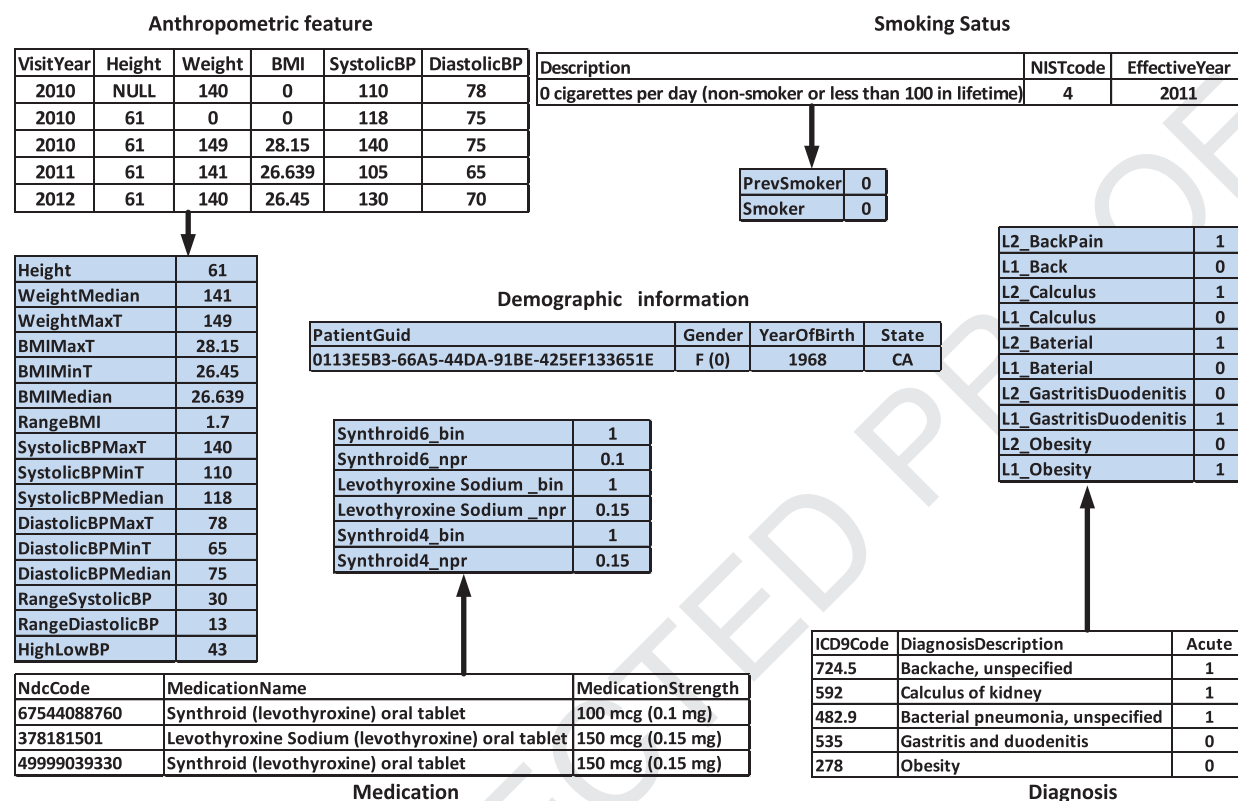 Anthropometric feature
VisitYear Height Weight BMI SystolicBP DiastolicBP
2010 NULL 140 0 110 78
2010 61 0 0 118 75
2010 61 149 28.15 140 75
2011 61 141 26.639 105 65
2012 61 140 26.45 130 70
Smoking Satus
Description NISTcode EffectiveYear
0 cigarettes per day (non-smoker or less than 100 in lifetime) 4 2011
PrevSmoker 0
Smoker 0
Height 61
WeightMedian 141
WeightMaxT 149
BMIMaxT 28.15
BMIMinT 26.45
BMIMedian 26.639
RangeBMI 1.7
SystolicBPMaxT 140
SystolicBPMinT 110
SystolicBPMedian 118
DiastolicBPMaxT 78
DiastolicBPMinT 65
DiastolicBPMedian 75
RangeSystolicBP 30
RangeDiastolicBP 13
HighLowBP 43
Demographic information
PatientGuid Gender YearOfBirth State
0113E5B3-66A5-44DA-91BE-425EF133651E F (0) 1968 CA
L2_BackPain 1
L1_Back 0
L2_Calculus 1
L1_Calculus 0
L2_Baterial 1
L1_Baterial 0
L2_GastritisDuodenitis 0
L1_GastritisDuodenitis 1
L2_Obesity 0
L1_Obesity 1
Synthroid6_bin 1
Synthroid6_npr 0.1
Levothyroxine Sodium _bin 1
Levothyroxine Sodium _npr 0.15
Synthroid4_bin 1
Synthroid4_npr 0.15
NdcCode MedicationName MedicationStrength
67544088760 Synthroid (levothyroxine) oral tablet 100 mcg (0.1 mg)
378181501 Levothyroxine Sodium (levothyroxine) oral tablet 150 mcg (0.15 mg)
49999039330 Synthroid (levothyroxine) oral tablet 150 mcg (0.15 mg)
Medication
ICD9Code DiagnosisDescription Acute
724.5 Backache, unspecified 1
592 Calculus of kidney 1
482.9 Bacterial pneumonia, unspecified 1
535 Gastritis and duodenitis 0
278 Obesity 0
Diagnosis